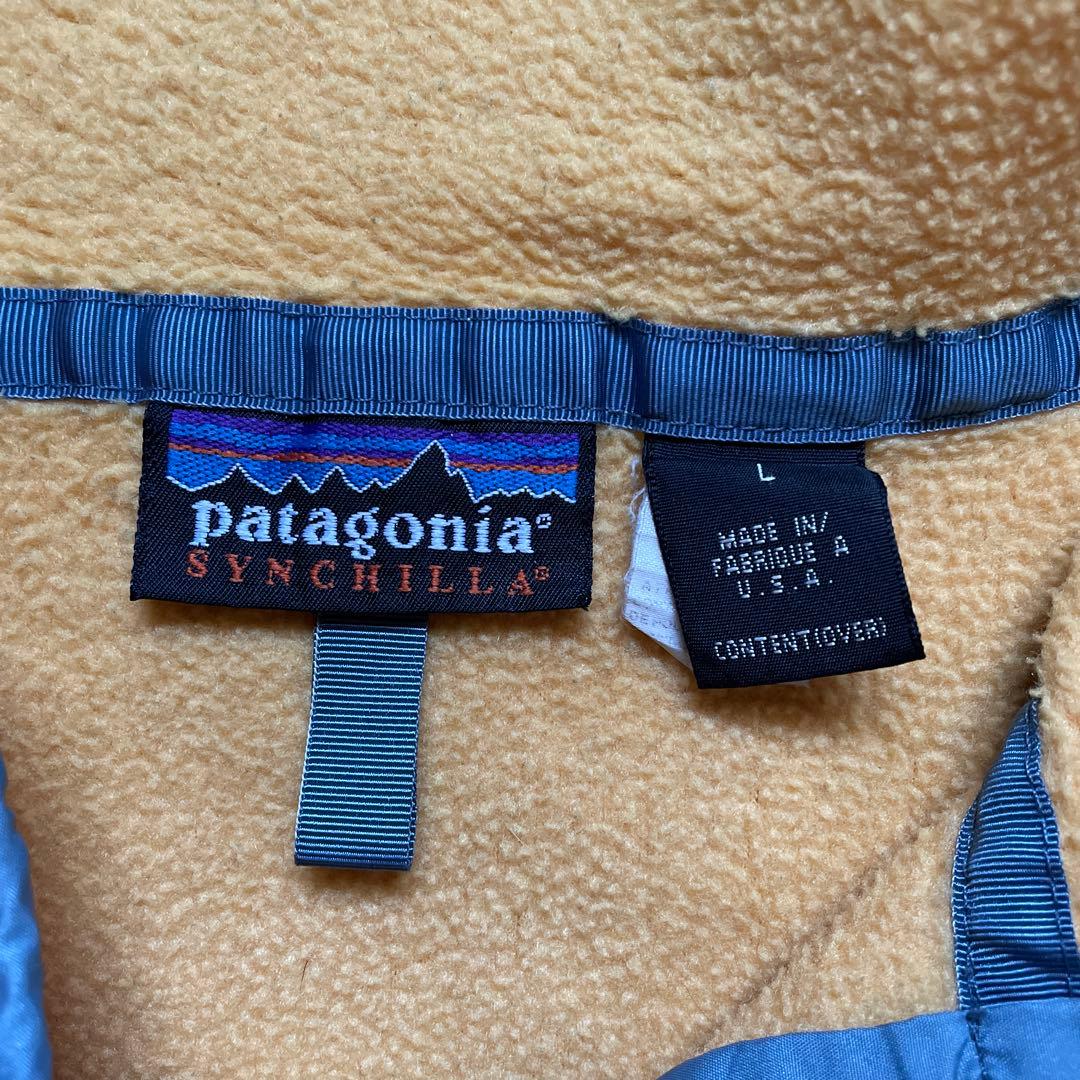 patagonia®
SYNCHILLA®
L
MADE IN/
FABRIQUE A
U.S.A.
CONTENT(OVER)